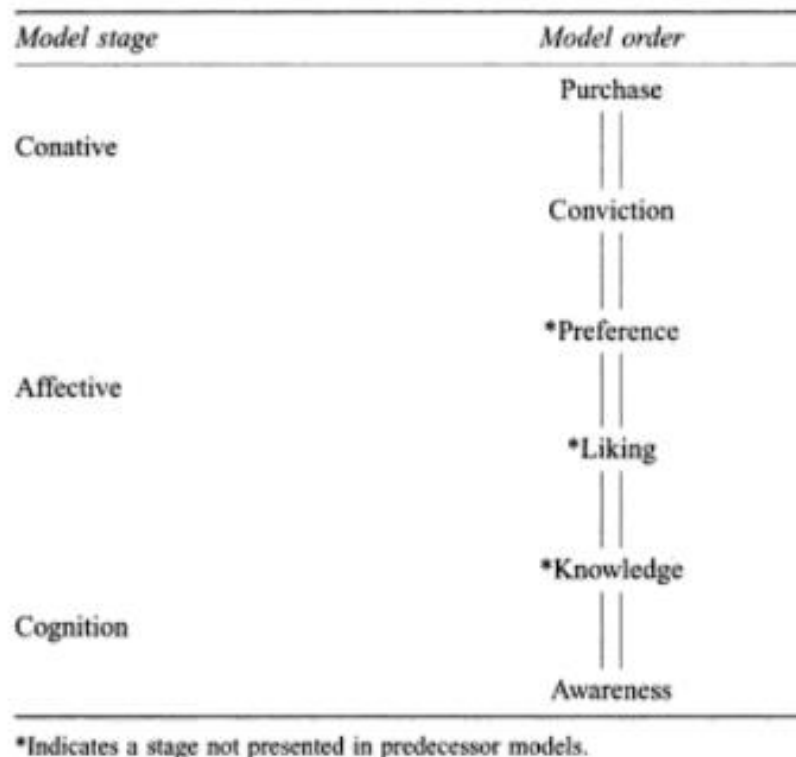 Model stage Model order
Purchase
Conative
Conviction
*Preference
Affective
*Liking
*Knowledge
Cognition
Awareness
*Indicates a stage not presented in predecessor models.